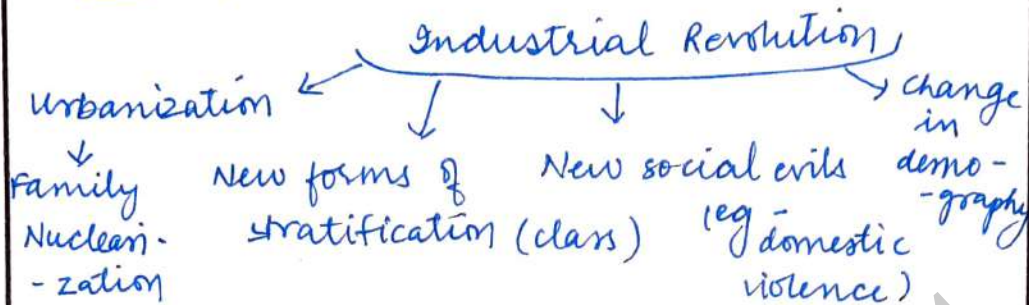 Industrial Revolution
Urbanization
Family
Nucleari-
-zation
New forms of
stratification (class)
New social evils
(eg - domestic
violence)
change
in
demo-
-graphy